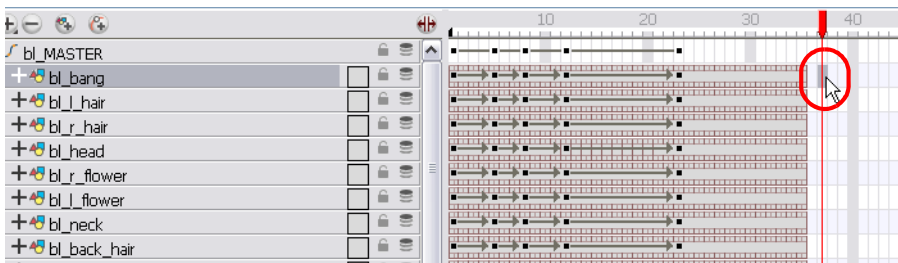 10 20 30 40
bl_MASTER
bl_bang
bl_l_hair
bl_r_hair
bl_head
bl_r_flower
bl_l_flower
bl_neck
bl_back_hair